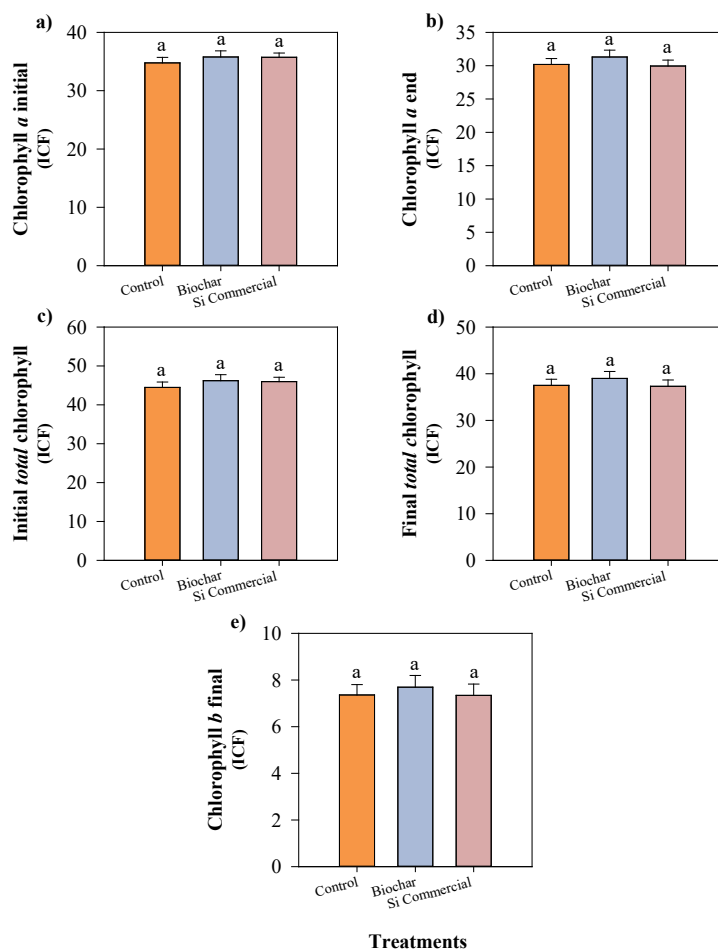 a)
Chlorophyll a initial
(ICF)
40
30
20
10
0
a
a
a
Control
Biochar
Si Commercial
b)
Chlorophyll a end
(ICF)
35
30
25
20
15
10
5
0
a
a
a
Control
Biochar
Si Commercial
c)
Initial total chlorophyll
(ICF)
60
50
40
30
20
10
0
a
a
a
Control
Biochar
Si Commercial
d)
Final total chlorophyll
(ICF)
50
40
30
20
10
0
a
a
a
Control
Biochar
Si Commercial
e)
Chlorophyll b final
(ICF)
10
8
6
4
2
0
a
a
a
Control
Biochar
Si Commercial
Treatments